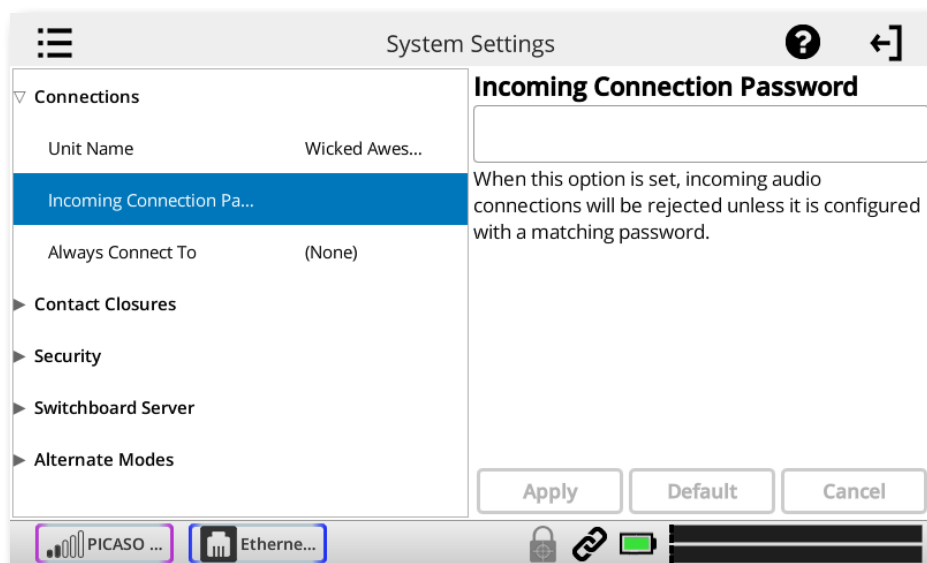 System Settings
Connections
Unit Name Wicked Awes...
Incoming Connection Pa...
Always Connect To (None)
Contact Closures
Security
Switchboard Server
Alternate Modes
Incoming Connection Password
When this option is set, incoming audio
connections will be rejected unless it is configured
with a matching password.
Apply Default Cancel
PICASO ... Etherne...